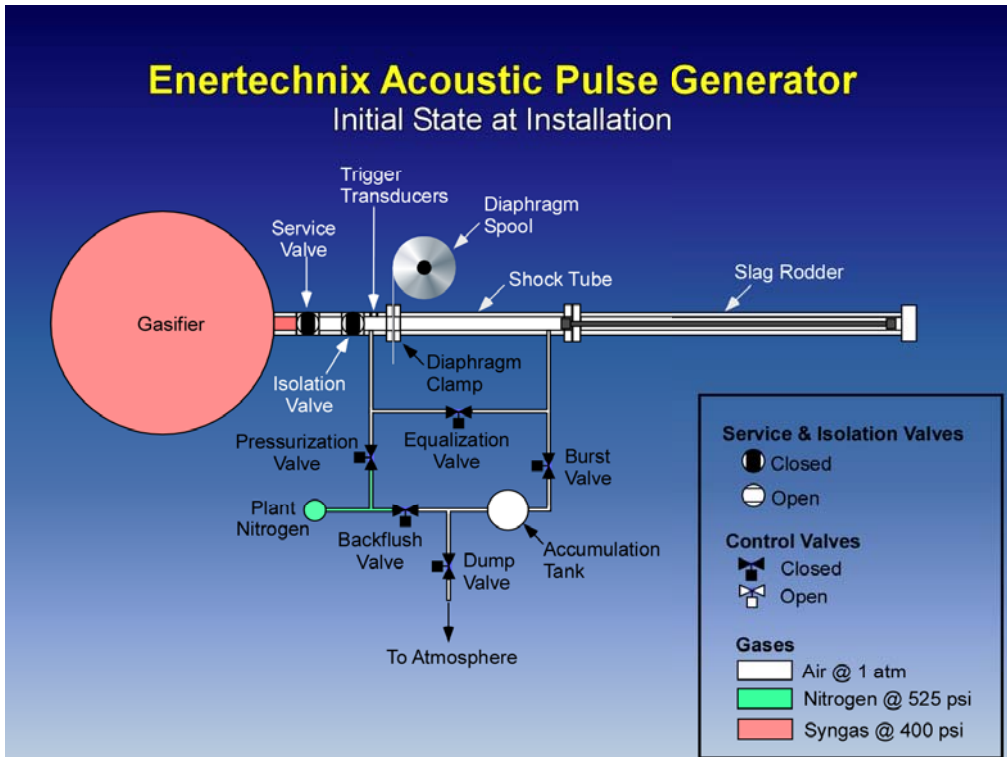 Enertechnix Acoustic Pulse Generator
Initial State at Installation
Trigger
Transducers
Diaphragm
Spool
Service
Valve
Shock Tube
Slag Rodder
Gasifier
Isolation
Valve
Diaphragm
Clamp
Pressurization
Valve
Equalization
Valve
Burst
Valve
Plant
Nitrogen
Backflush
Valve
Dump
Valve
Accumulation
Tank
To Atmosphere
Service & Isolation Valves
Closed
Open
Control Valves
Closed
Open
Gases
Air @ 1 atm
Nitrogen @ 525 psi
Syngas @ 400 psi